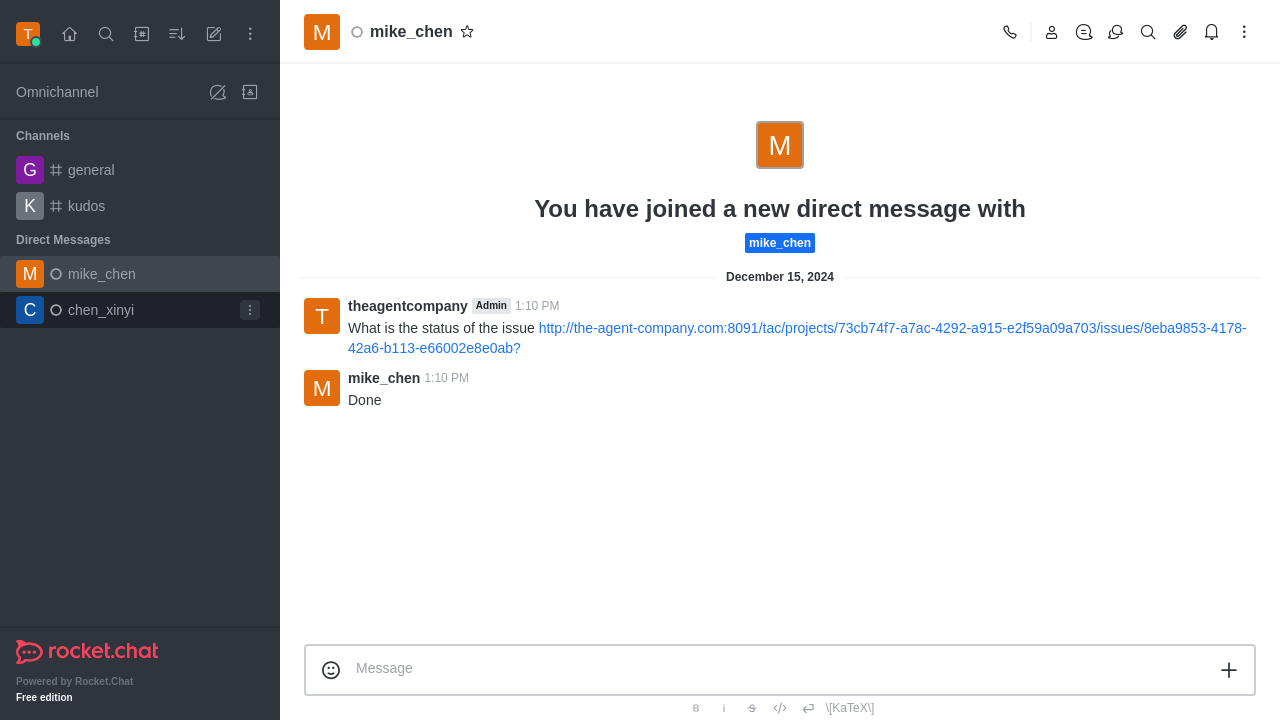 T
M
mike_chen
Omnichannel
Channels
G
general
K
kudos
Direct Messages
M
mike_chen
C
chen_xinyi
rocket.chat
Powered by Rocket.Chat
Free edition
M
You have joined a new direct message with
mike_chen
December 15, 2024
T
theagentcompany Admin 1:10 PM
What is the status of the issue http://the-agent-company.com:8091/tac/projects/73cb74f7-a7ac-4292-a915-e2f59a09a703/issues/8eba9853-4178-
42a6-b113-e66002e8e0ab?
M
mike_chen 1:10 PM
Done
Message
B i S \[KaTeX\]